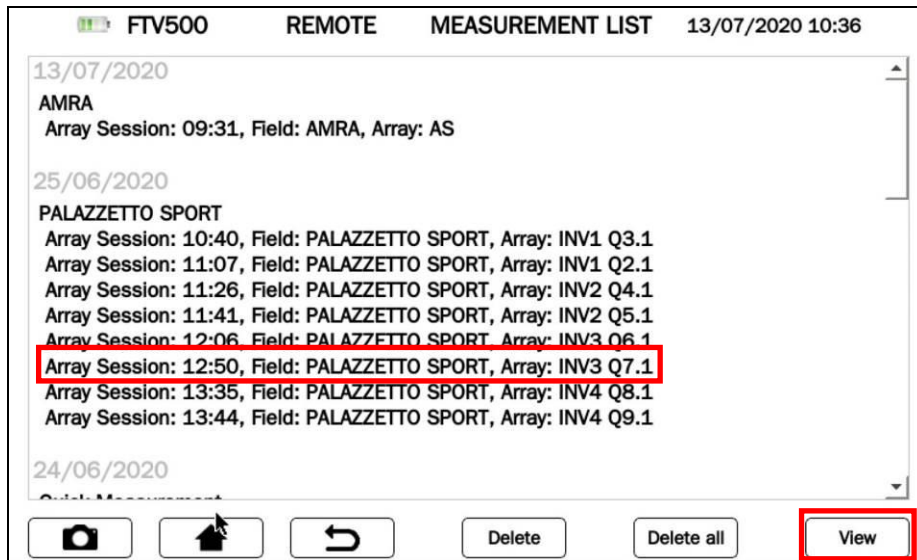 FTV500 REMOTE MEASUREMENT LIST 13/07/2020 10:36
13/07/2020
AMRA
Array Session: 09:31, Field: AMRA, Array: AS
25/06/2020
PALAZZETTO SPORT
Array Session: 10:40, Field: PALAZZETTO SPORT, Array: INV1 Q3.1
Array Session: 11:07, Field: PALAZZETTO SPORT, Array: INV1 Q2.1
Array Session: 11:26, Field: PALAZZETTO SPORT, Array: INV2 Q4.1
Array Session: 11:41, Field: PALAZZETTO SPORT, Array: INV2 Q5.1
Array Session: 12:06, Field: PALAZZETTO SPORT, Array: INV3 Q6.1
Array Session: 12:50, Field: PALAZZETTO SPORT, Array: INV3 Q7.1
Array Session: 13:35, Field: PALAZZETTO SPORT, Array: INV4 Q8.1
Array Session: 13:44, Field: PALAZZETTO SPORT, Array: INV4 Q9.1
24/06/2020
Quick Measurement
Delete Delete all View